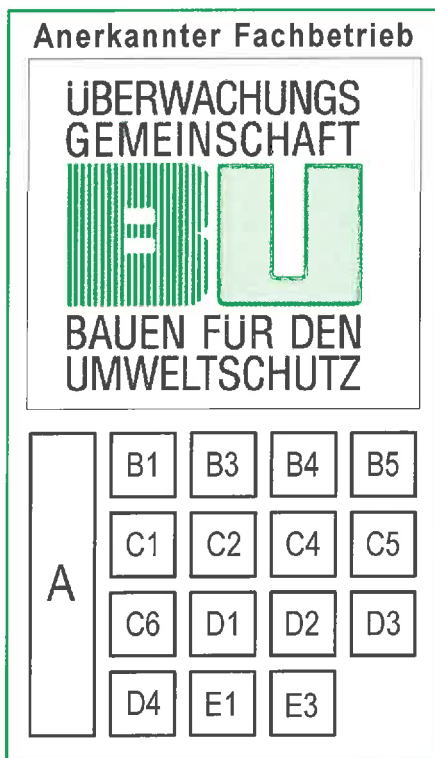 Anerkannter Fachbetrieb
ÜBERWACHUNGS
GEMEINSCHAFT
BU
BAUEN FÜR DEN
UMWELTSCHUTZ
A
B1 B3 B4 B5
C1 C2 C4 C5
C6 D1 D2 D3
D4 E1 E3